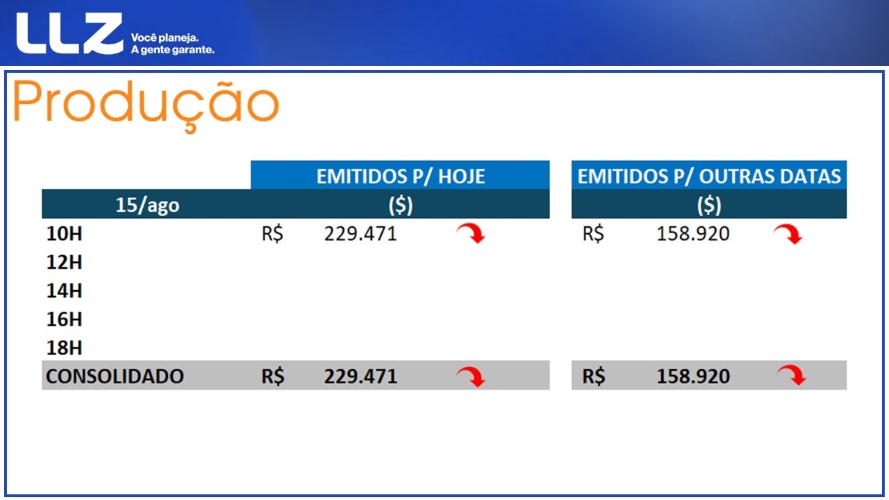 LLZ
Você planeja.
A gente garante.
Produção
EMITIDOS P/ HOJE EMITIDOS P/ OUTRAS DATAS
15/ago ($) ($)
10H R$ 229.471 R$ 158.920
12H
14H
16H
18H
CONSOLIDADO R$ 229.471 R$ 158.920